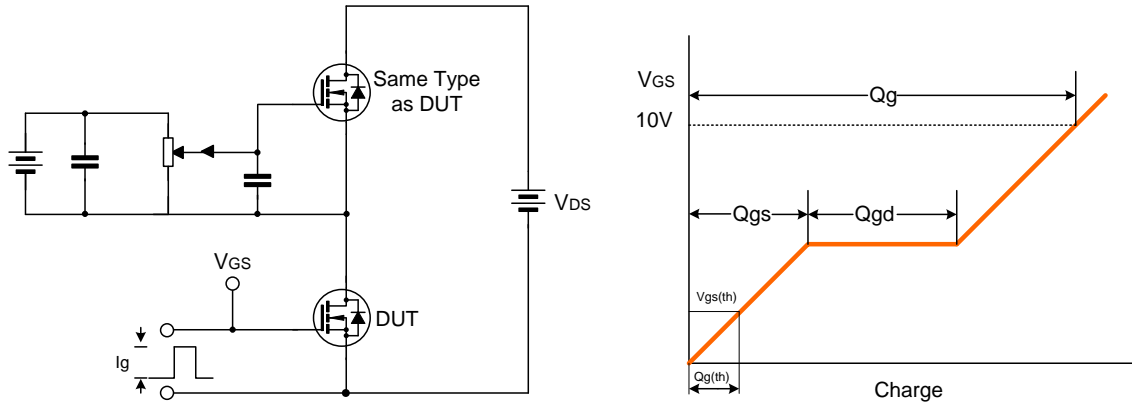 Same Type
as DUT
VDS
VGS
DUT
Ig
VGS
10V
Qg
Qgs
Qgd
Vgs(th)
Qg(th)
Charge